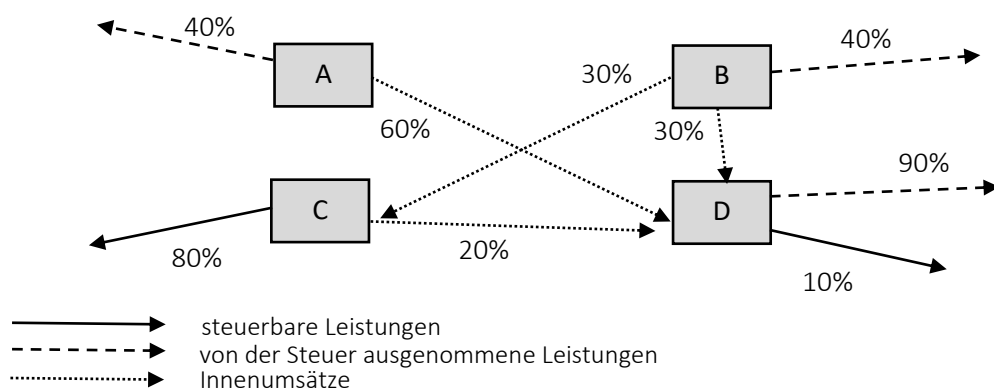 40%
A
B
40%
30%
60%
30%
90%
C
D
80%
20%
10%
steuerbare Leistungen
von der Steuer ausgenommene Leistungen
Innenumsätze